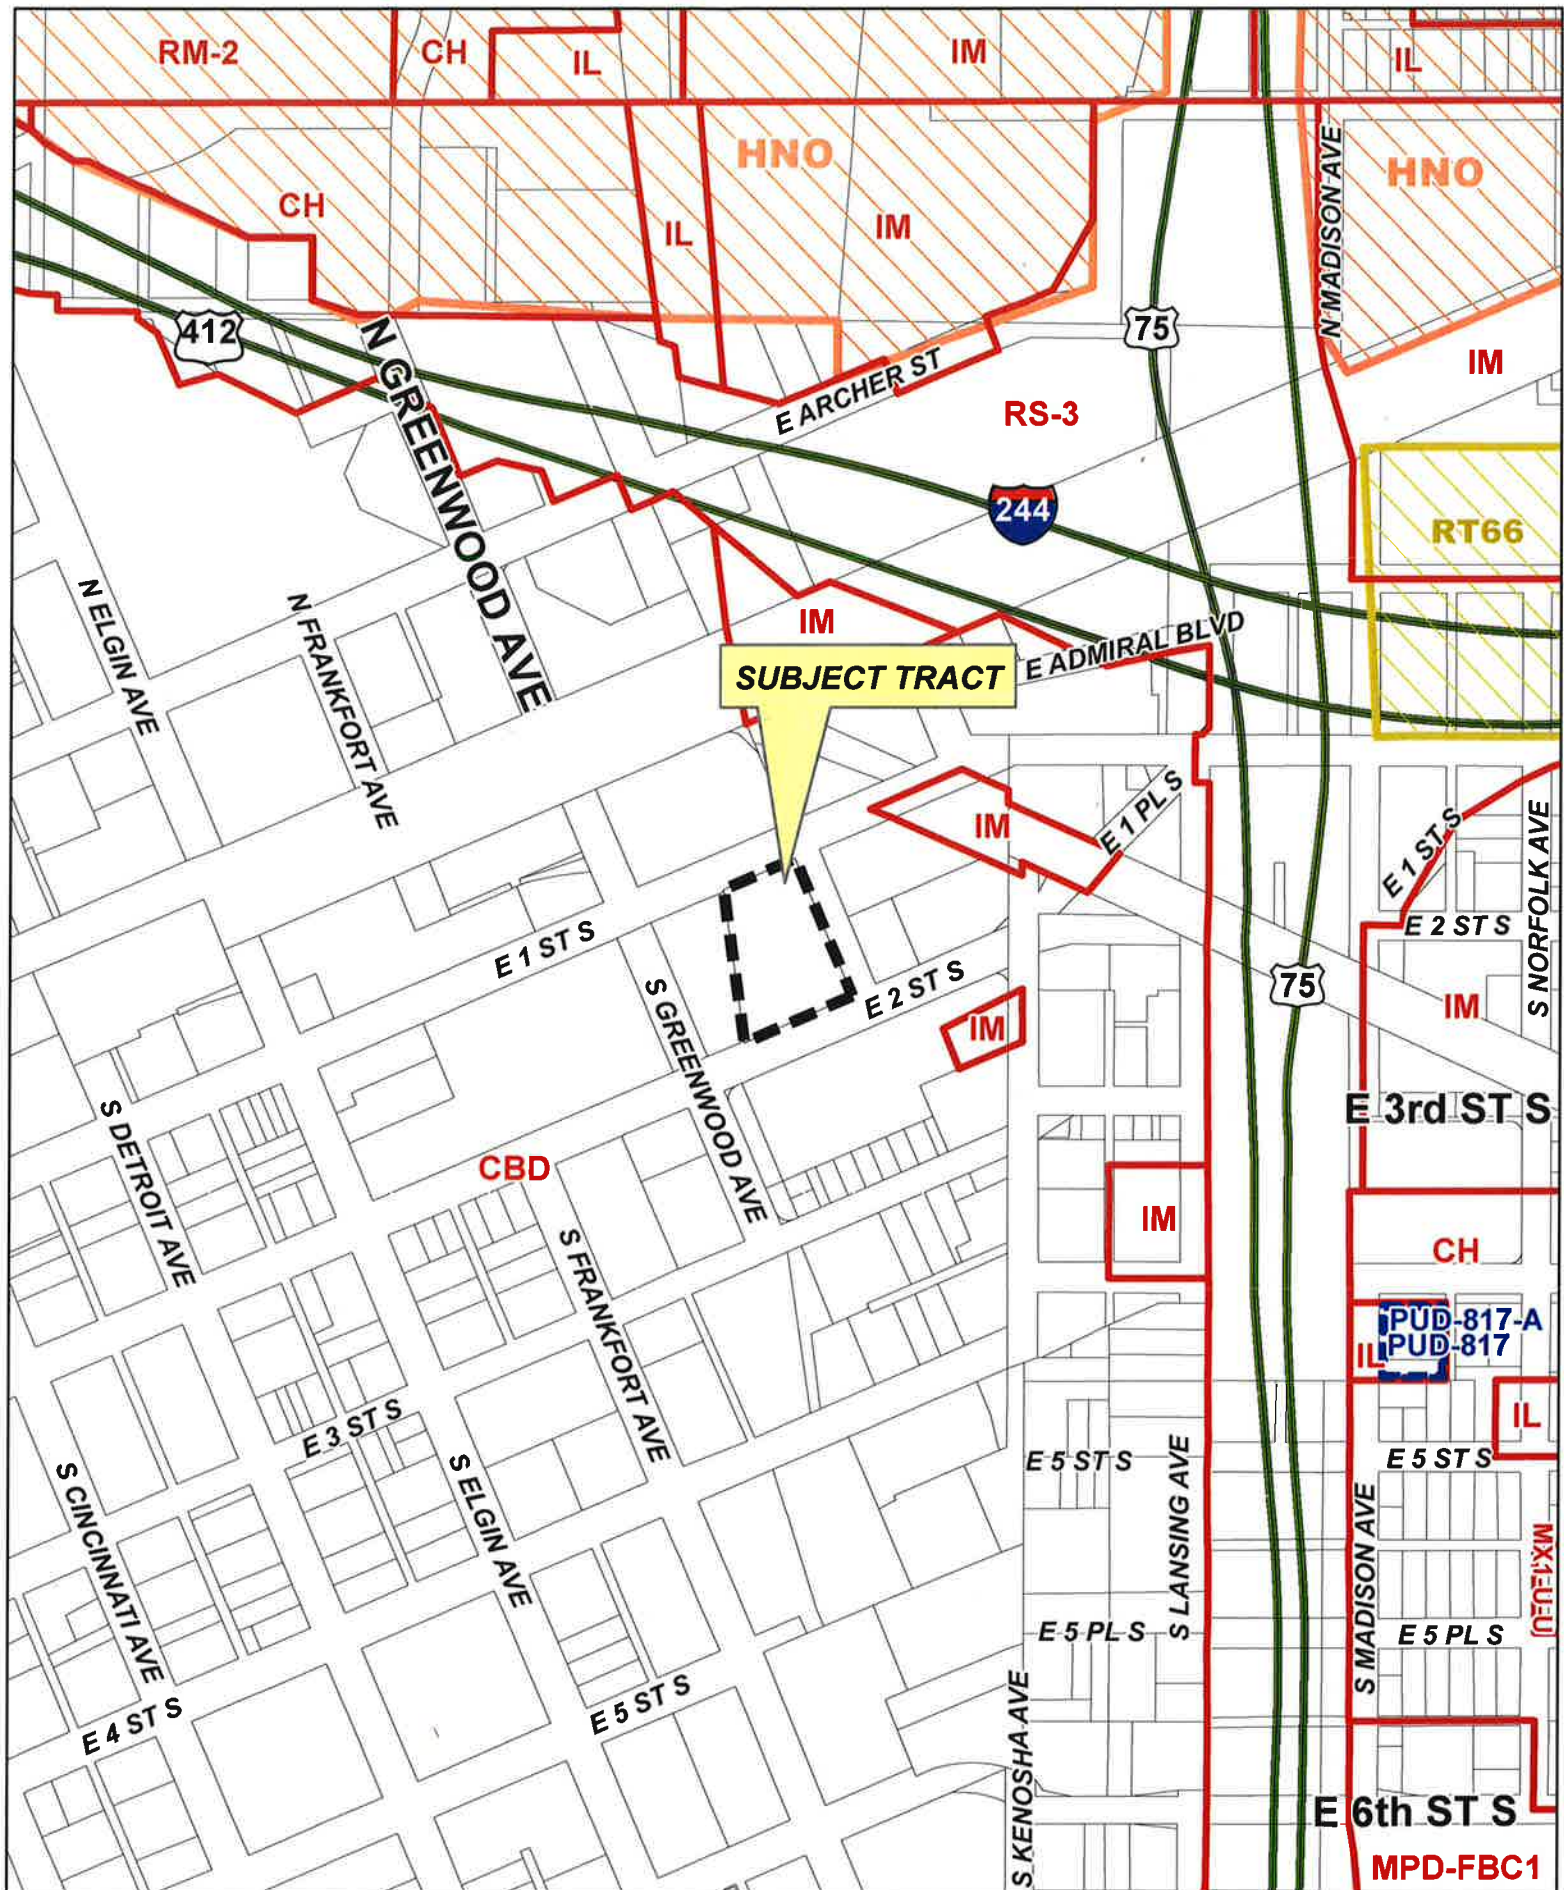 RM-2
CH
IL
IM
IL
HNO
HNO
N MADISON AVE
CH
IL
IM
412
75
IM
N GREENWOOD AVE
E ARCHER ST
RS-3
244
RT66
N ELGIN AVE
N FRANKFORT AVE
IM
E ADMIRAL BLVD
SUBJECT TRACT
IM
E 1 PL S
E 1 ST S
S NORFOLK AVE
E 2 ST S
E 1 ST S
E 2 ST S
75
IM
IM
S GREENWOOD AVE
S DETROIT AVE
E 3rd ST S
CBD
IM
CH
S FRANKFORT AVE
PUD-817-A
PUD-817
IL
IL
E 3 ST S
E 5 ST S
E 5 ST S
S CINCINNATI AVE
S ELGIN AVE
S LANSING AVE
S MADISON AVE
MX1-U-U
E 5 PL S
E 5 PL S
E 4 ST S
E 5 ST S
S KENOSHA AVE
E 6th ST S
MPD-FBC1